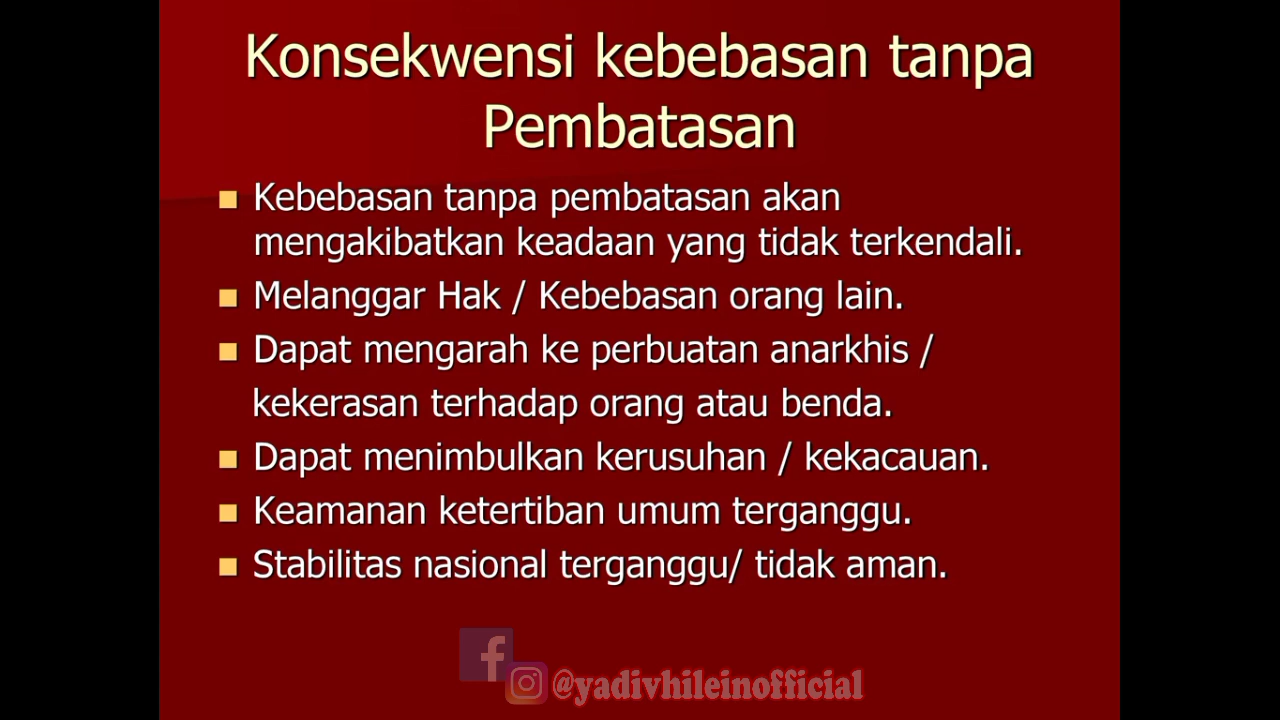 Konsekwensi kebebasan tanpa
Pembatasan
Kebebasan tanpa pembatasan akan
mengakibatkan keadaan yang tidak terkendali.
Melanggar Hak / Kebebasan orang lain.
Dapat mengarah ke perbuatan anarkhis /
kekerasan terhadap orang atau benda.
Dapat menimbulkan kerusuhan / kekacauan.
Keamanan ketertiban umum terganggu.
Stabilitas nasional terganggu/ tidak aman.
f
@yadivhileinofficial